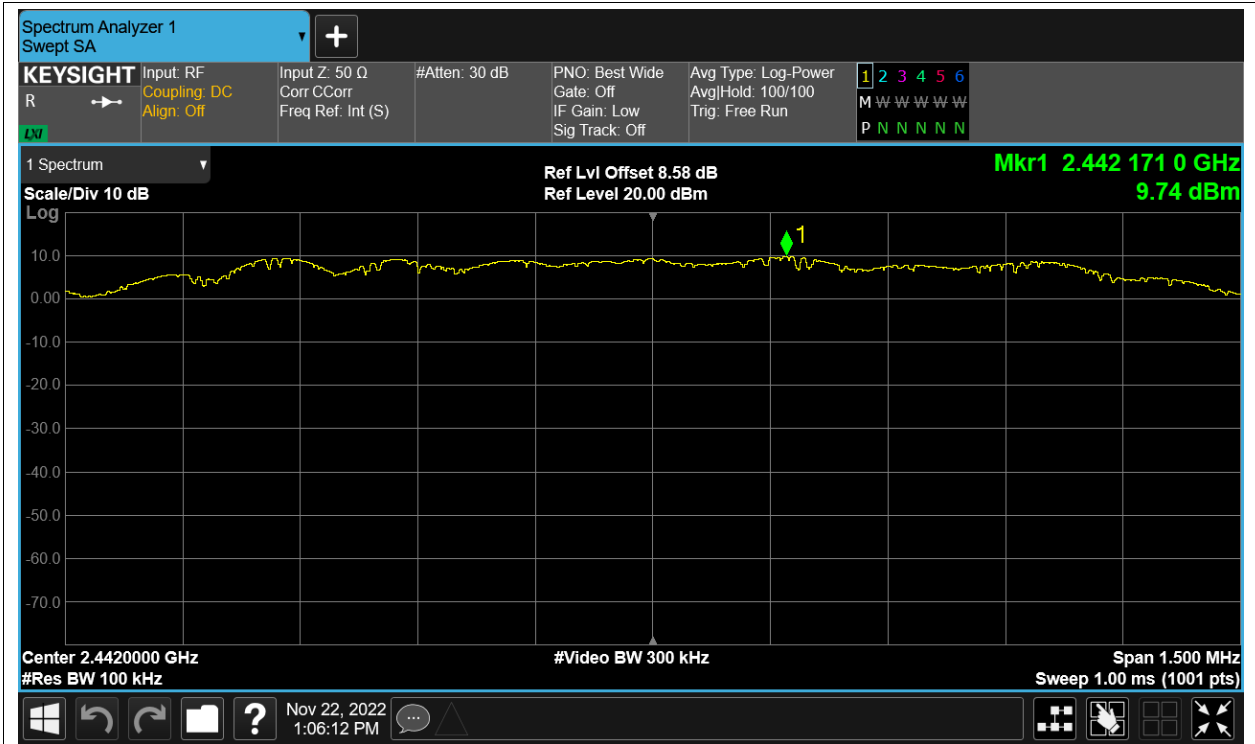 Spectrum Analyzer 1
Swept SA
KEYSIGHT
R
LXI
Input: RF
Coupling: DC
Align: Off
Input Z: 50 Ω
Corr CCorr
Freq Ref: Int (S)
#Atten: 30 dB
PNO: Best Wide
Gate: Off
IF Gain: Low
Sig Track: Off
Avg Type: Log-Power
Avg|Hold: 100/100
Trig: Free Run
1 2 3 4 5 6
M W W W W W
P N N N N N
1 Spectrum
Scale/Div 10 dB
Log
Ref Lvl Offset 8.58 dB
Ref Level 20.00 dBm
Mkr1 2.442 171 0 GHz
9.74 dBm
1
10.0
0.00
-10.0
-20.0
-30.0
-40.0
-50.0
-60.0
-70.0
Center 2.4420000 GHz
#Video BW 300 kHz
Span 1.500 MHz
#Res BW 100 kHz
Sweep 1.00 ms (1001 pts)
?
Nov 22, 2022
1:06:12 PM